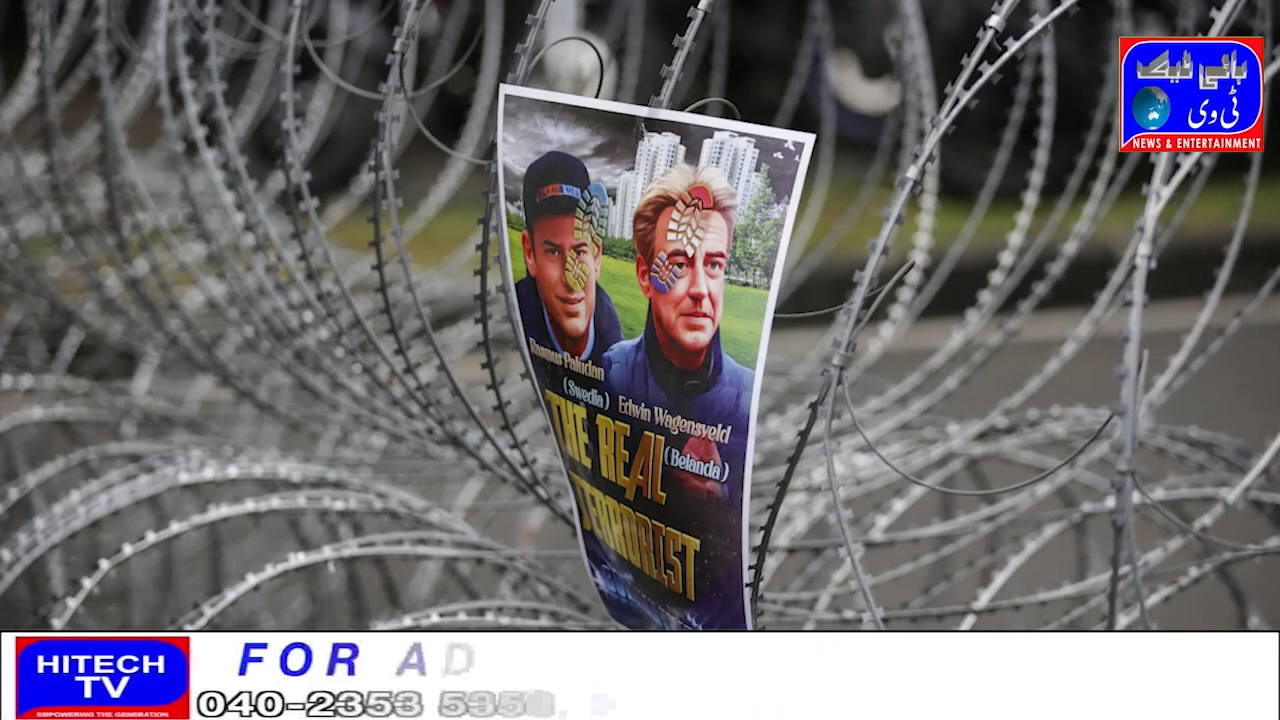 ہائی ٹیک
ٹی وی
NEWS & ENTERTAINMENT
Rasmus Paludan
(Swedia)
Edwin Wagensveld
(Belanda)
THE REAL
TERRORIST
HITECH
TV
EMPOWERING THE GENERATION
FOR AD
040-2353